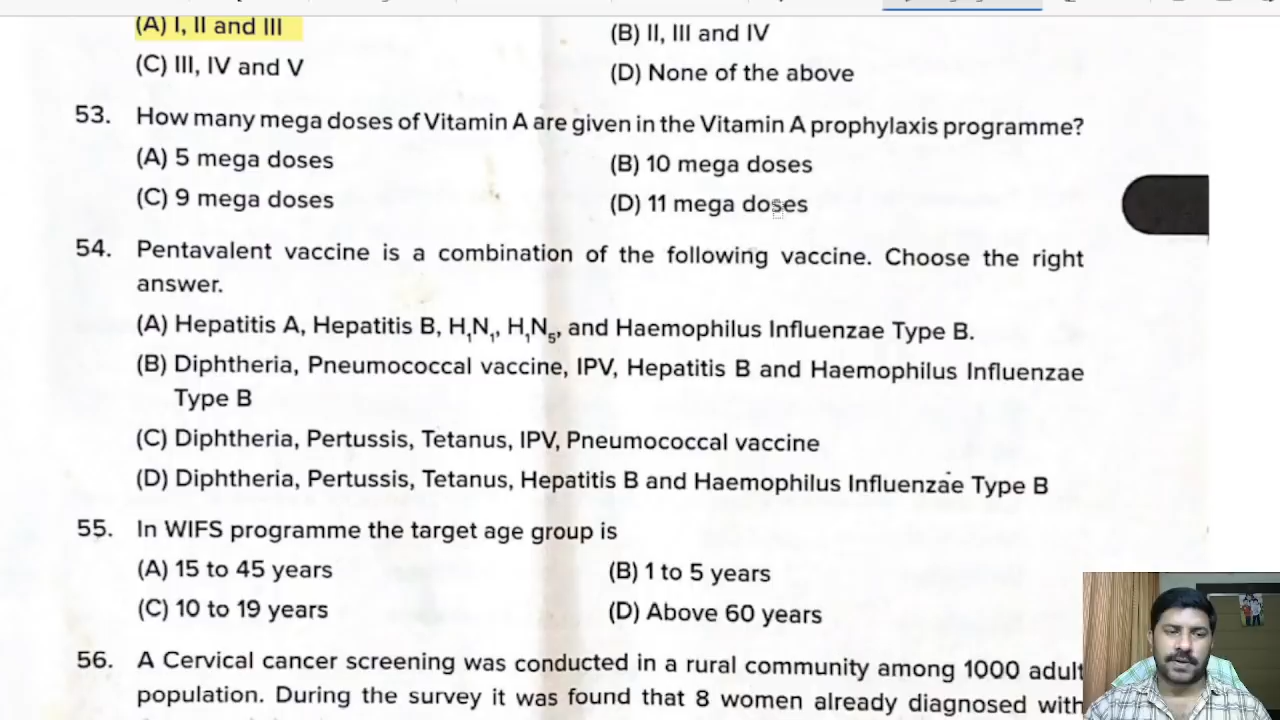 (A) I, II and III
(B) II, III and IV
(C) III, IV and V
(D) None of the above
53. How many mega doses of Vitamin A are given in the Vitamin A prophylaxis programme?
(A) 5 mega doses
(B) 10 mega doses
(C) 9 mega doses
(D) 11 mega doses
54. Pentavalent vaccine is a combination of the following vaccine. Choose the right
answer.
(A) Hepatitis A, Hepatitis B, H₁N₁, H₁N₅, and Haemophilus Influenzae Type B.
(B) Diphtheria, Pneumococcal vaccine, IPV, Hepatitis B and Haemophilus Influenzae
Type B
(C) Diphtheria, Pertussis, Tetanus, IPV, Pneumococcal vaccine
(D) Diphtheria, Pertussis, Tetanus, Hepatitis B and Haemophilus Influenzae Type B
55. In WIFS programme the target age group is
(A) 15 to 45 years
(B) 1 to 5 years
(C) 10 to 19 years
(D) Above 60 years
56. A Cervical cancer screening was conducted in a rural community among 1000 adult
population. During the survey it was found that 8 women already diagnosed with